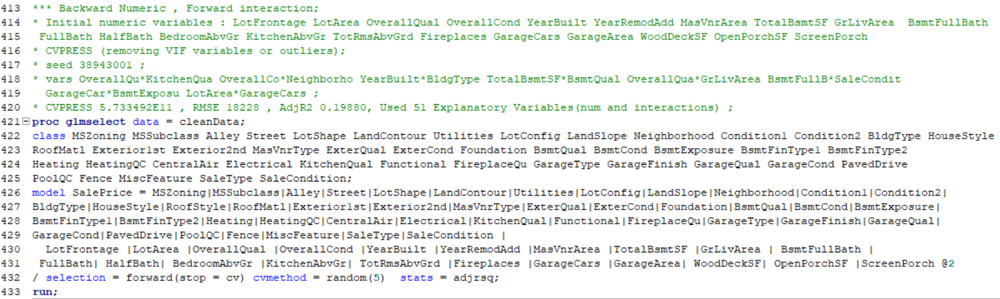 413 *** Backward Numeric , Forward interaction;
414 * Initial numeric variables : LotFrontage LotArea OverallQual OverallCond YearBuilt YearRemodAdd MasVnrArea TotalBsmtSF GrLivArea  BsmtFullBath
415  FullBath HalfBath BedroomAbvGr KitchenAbvGr TotRmsAbvGrd Fireplaces GarageCars GarageArea WoodDeckSF OpenPorchSF ScreenPorch
416 * CVPRESS (removing VIF variables or outliers);
417 * seed 38943001 ;
418 * vars OverallQu*KitchenQua OverallCo*Neighborho YearBuilt*BldgType TotalBsmtSF*BsmtQual OverallQua*GrLivArea BsmtFullB*SaleCondit
419   GarageCar*BsmtExposu LotArea*GarageCars ;
420 * CVPRESS 5.733492E11 , RMSE 18228 , AdjR2 0.19880, Used 51 Explanatory Variables(num and interactions) ;
421 proc glmselect data = cleanData;
422 class MSZoning MSSubclass Alley Street LotShape LandContour Utilities LotConfig LandSlope Neighborhood Condition1 Condition2 BldgType HouseStyle
423 RoofMatl Exterior1st Exterior2nd MasVnrType ExterQual ExterCond Foundation BsmtQual BsmtCond BsmtExposure BsmtFinType1 BsmtFinType2
424 Heating HeatingQC CentralAir Electrical KitchenQual Functional FireplaceQu GarageType GarageFinish GarageQual GarageCond PavedDrive
425 PoolQC Fence MiscFeature SaleType SaleCondition;
426 model SalePrice = MSZoning|MSSubclass|Alley|Street|LotShape|LandContour|Utilities|LotConfig|LandSlope|Neighborhood|Condition1|Condition2|
427 BldgType|HouseStyle|RoofStyle|RoofMatl|Exterior1st|Exterior2nd|MasVnrType|ExterQual|ExterCond|Foundation|BsmtQual|BsmtCond|BsmtExposure|
428 BsmtFinType1|BsmtFinType2|Heating|HeatingQC|CentralAir|Electrical|KitchenQual|Functional|FireplaceQu|GarageType|GarageFinish|GarageQual|
429 GarageCond|PavedDrive|PoolQC|Fence|MiscFeature|SaleType|SaleCondition |
430   LotFrontage |LotArea |OverallQual |OverallCond |YearBuilt |YearRemodAdd |MasVnrArea |TotalBsmtSF |GrLivArea | BsmtFullBath |
431  FullBath| HalfBath| BedroomAbvGr |KitchenAbvGr| TotRmsAbvGrd |Fireplaces |GarageCars |GarageArea| WoodDeckSF| OpenPorchSF |ScreenPorch @2
432 / selection = forward(stop = cv) cvmethod = random(5)  stats = adjrsq;
433 run;